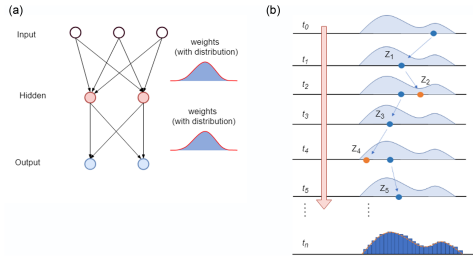 (a)
Input
weights
(with distribution)
Hidden
weights
(with distribution)
Output
(b)
t0
Z1
t1
Z2
t2
Z3
t3
Z4
t4
Z5
t5
⋮ ⋮
tn